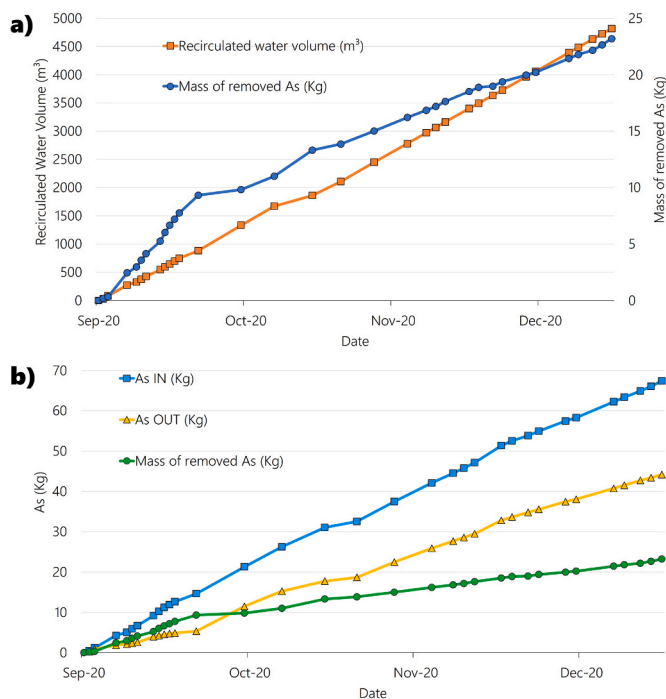 a)
Recirculated water volume (m³)
Mass of removed As (Kg)
Recirculated Water Volume (m³)
5000
4500
4000
3500
3000
2500
2000
1500
1000
500
0
25
20
15
10
5
0
Mass of removed As (Kg)
Sep-20 Oct-20 Nov-20 Dec-20
Date
b)
As IN (Kg)
As OUT (Kg)
Mass of removed As (Kg)
As (Kg)
70
60
50
40
30
20
10
0
Sep-20 Oct-20 Nov-20 Dec-20
Date